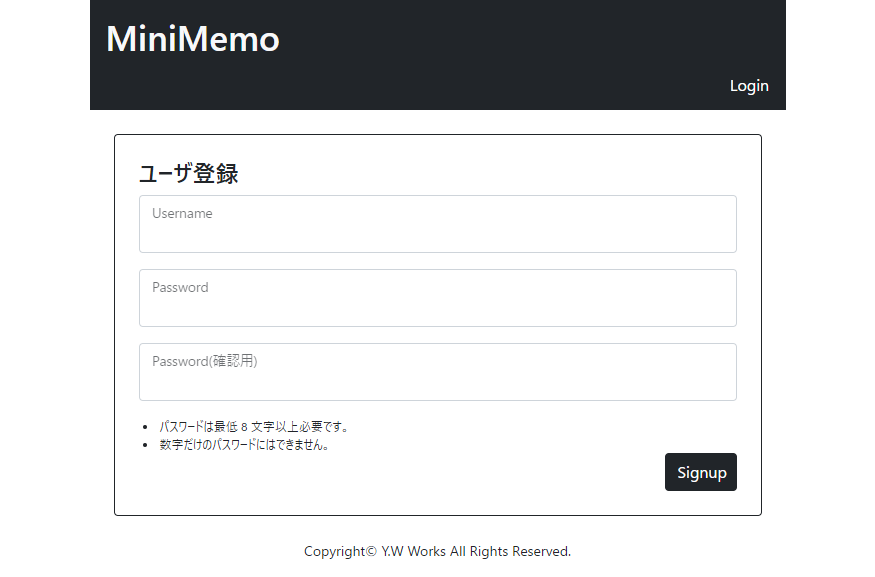 MiniMemo
Login
ユーザ登録
Username
Password
Password(確認用)
パスワードは最低 8 文字以上必要です。
数字だけのパスワードにはできません。
Signup
Copyright© Y.W Works All Rights Reserved.